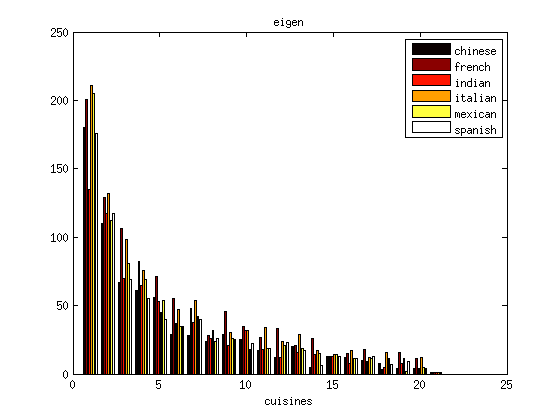 eigen
250
200
150
100
50
0
chinese
french
indian
italian
mexican
spanish
0 5 10 15 20 25
cuisines